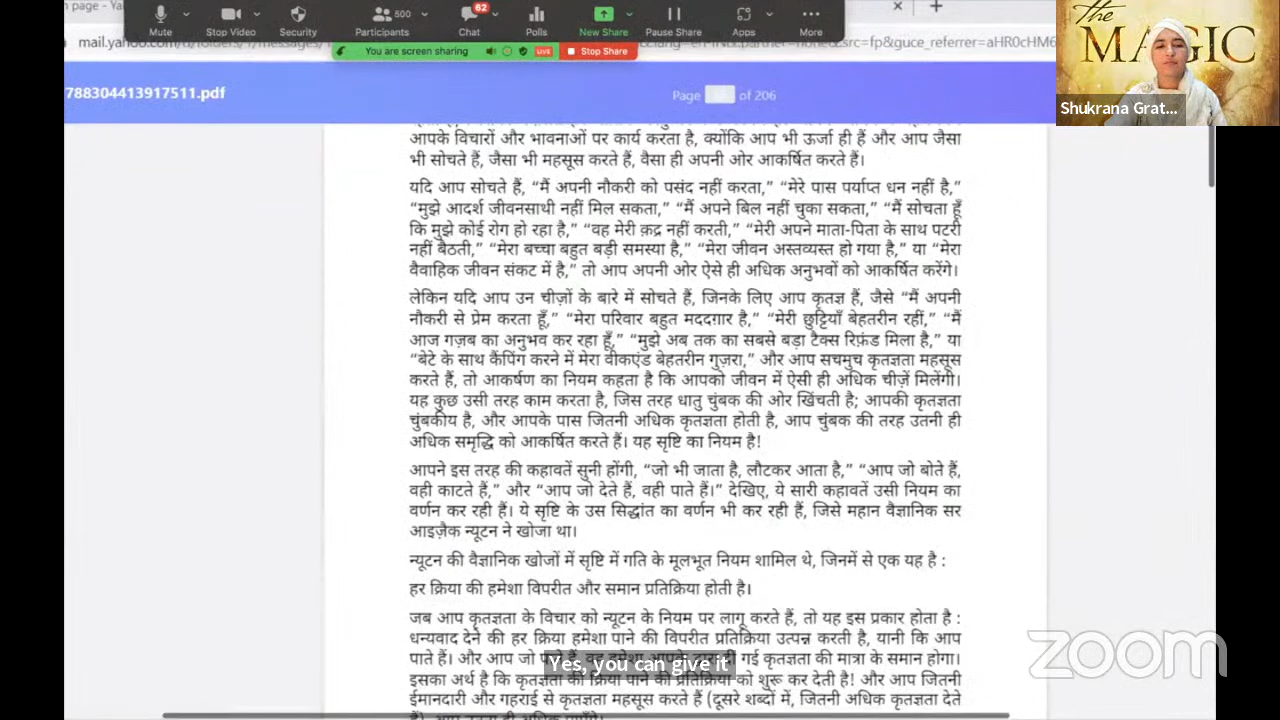 page - Ya
500
62
Mute
Stop Video
Security
Participants
Chat
Polls
New Share
Pause Share
Apps
More
You are screen sharing
LIVE
Stop Share
src=fp&guce_referrer=aHR0cHM6
the
MAGIC
Shukrana Grat...
788304413917511.pdf
Page
of 206
आपके विचारों और भावनाओं पर कार्य करता है, क्योंकि आप भी ऊर्जा ही हैं और आप जैसा
भी सोचते हैं, जैसा भी महसूस करते हैं, वैसा ही अपनी ओर आकर्षित करते हैं।
यदि आप सोचते हैं, “मैं अपनी नौकरी को पसंद नहीं करता,” “मेरे पास पर्याप्त धन नहीं है,”
“मुझे आदर्श जीवनसाथी नहीं मिल सकता,” “मैं अपने बिल नहीं चुका सकता,” “मैं सोचता हूँ
कि मुझे कोई रोग हो रहा है,” “वह मेरी क़द्र नहीं करती,” “मेरी अपने माता-पिता के साथ पटरी
नहीं बैठती,” “मेरा बच्चा बहुत बड़ी समस्या है,” “मेरा जीवन अस्तव्यस्त हो गया है,” या “मेरा
वैवाहिक जीवन संकट में है,” तो आप अपनी ओर ऐसे ही अधिक अनुभवों को आकर्षित करेंगे।
लेकिन यदि आप उन चीज़ों के बारे में सोचते हैं, जिनके लिए आप कृतज्ञ हैं, जैसे “मैं अपनी
नौकरी से प्रेम करता हूँ,” “मेरा परिवार बहुत मददग़ार है,” “मेरी छुट्टियाँ बेहतरीन रहीं,” “मैं
आज गज़ब का अनुभव कर रहा हूँ,” “मुझे अब तक का सबसे बड़ा टैक्स रिफ़ंड मिला है,” या
“बेटे के साथ कैंपिंग करने में मेरा वीकएंड बेहतरीन गुज़रा,” और आप सचमुच कृतज्ञता महसूस
करते हैं, तो आकर्षण का नियम कहता है कि आपको जीवन में ऐसी ही अधिक चीज़ें मिलेंगी।
यह कुछ उसी तरह काम करता है, जिस तरह धातु चुंबक की ओर खिंचती है; आपकी कृतज्ञता
चुंबकीय है, और आपके पास जितनी अधिक कृतज्ञता होती है, आप चुंबक की तरह उतनी ही
अधिक समृद्धि को आकर्षित करते हैं। यह सृष्टि का नियम है!
आपने इस तरह की कहावतें सुनी होंगी, “जो भी जाता है, लौटकर आता है,” “आप जो बोते हैं,
वही काटते हैं,” और “आप जो देते हैं, वही पाते हैं।” देखिए, ये सारी कहावतें उसी नियम का
वर्णन कर रही हैं। ये सृष्टि के उस सिद्धांत का वर्णन भी कर रही हैं, जिसे महान वैज्ञानिक सर
आइज़ैक न्यूटन ने खोजा था।
न्यूटन की वैज्ञानिक खोजों में सृष्टि में गति के मूलभूत नियम शामिल थे, जिनमें से एक यह है :
हर क्रिया की हमेशा विपरीत और समान प्रतिक्रिया होती है।
जब आप कृतज्ञता के विचार को न्यूटन के नियम पर लागू करते हैं, तो यह इस प्रकार होता है :
धन्यवाद देने की हर क्रिया हमेशा पाने की विपरीत प्रतिक्रिया उत्पन्न करती है, यानी कि आप
पाते हैं। और आप जो गई कृतज्ञता की मात्रा के समान होगा।
Yes, you can give it
इसका अर्थ है कि कृतज्ञता की क्रिया पाने की प्रतिक्रिया को शुरू कर देती है! और आप जितनी
ईमानदारी और गहराई से कृतज्ञता महसूस करते हैं (दूसरे शब्दों में, जितनी अधिक कृतज्ञता देते
zoom